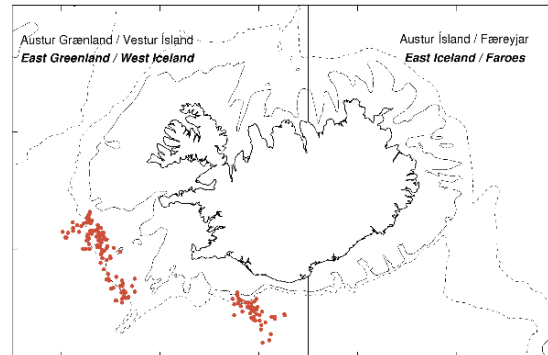 Austur Grænland / Vestur Ísland
East Greenland / West Iceland
Austur Ísland / Færeyjar
East Iceland / Faroes